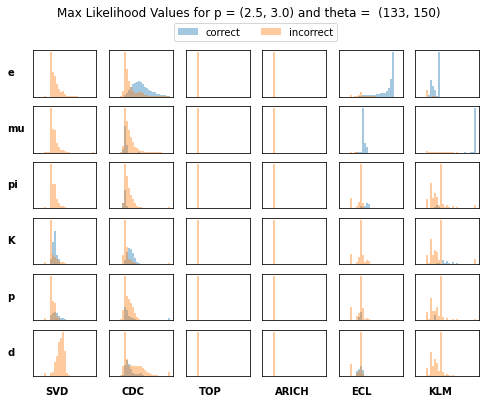 Max Likelihood Values for p = (2.5, 3.0) and theta =  (133, 150)
correct incorrect
e
mu
pi
K
p
d
SVD CDC TOP ARICH ECL KLM